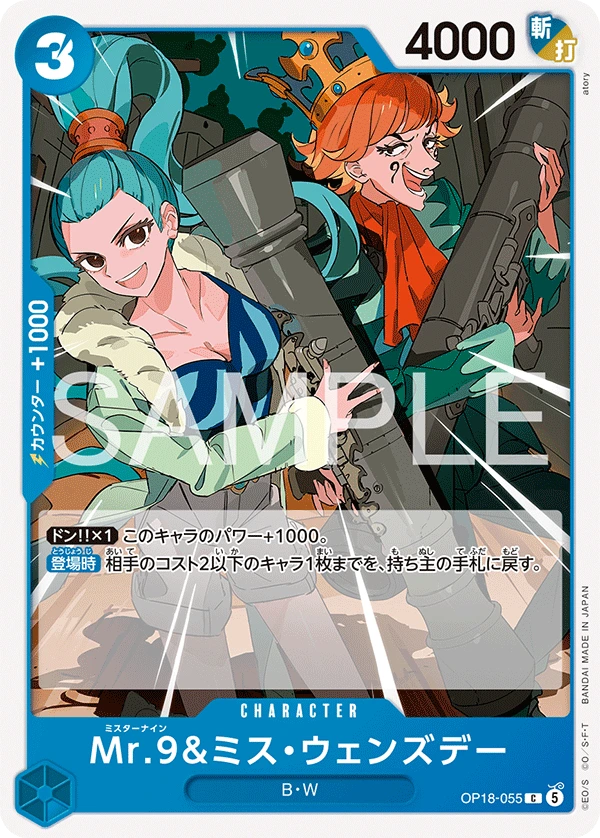 3
4000
斬
打
atory
カウンター +1000
SAMPLE
ドン!!×1 このキャラのパワー+1000。
登場時 相手のコスト2以下のキャラ1枚までを、持ち主の手札に戻す。
CHARACTER
ミスターナイン
Mr.9&ミス・ウェンズデー
B・W
OP18-055 C 5
©E.O/S ©O/S・F・T BANDAI MADE IN JAPAN